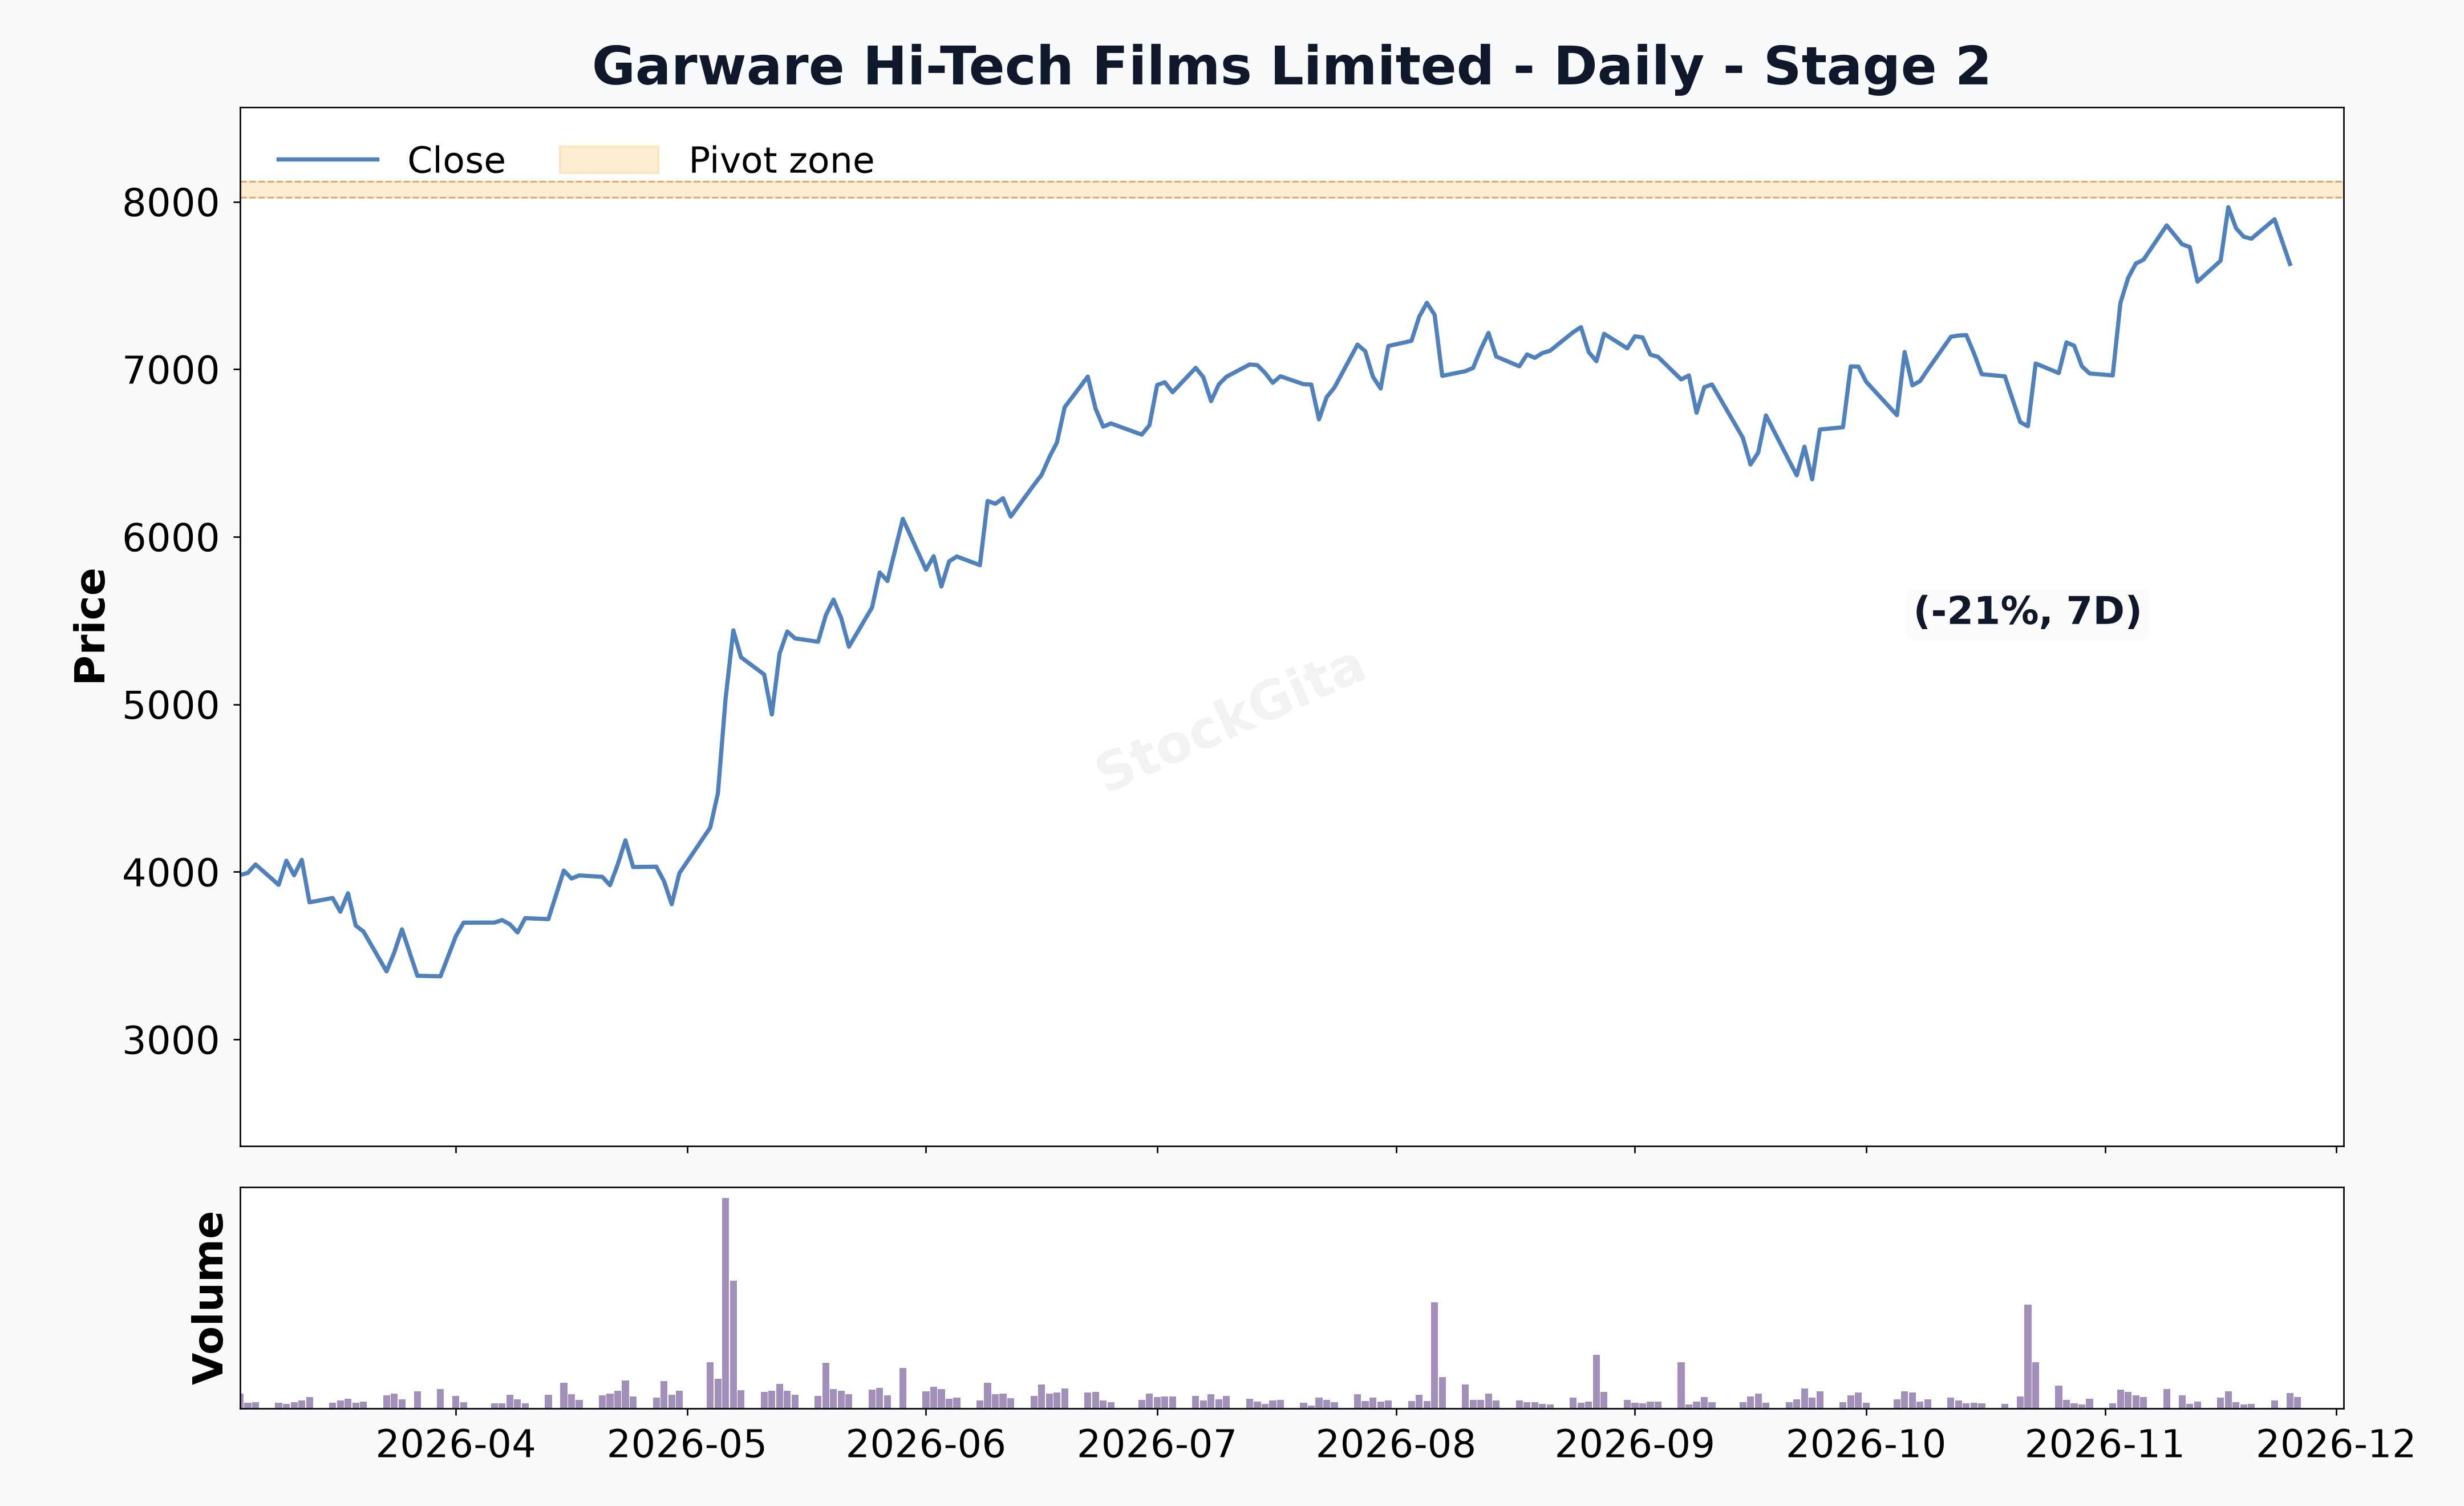 Garware Hi-Tech Films Limited - Daily - Stage 2
Close
Pivot zone
8000
7000
6000
5000
4000
3000
Price
(-21%, 7D)
StockGita
Volume
2026-04
2026-05
2026-06
2026-07
2026-08
2026-09
2026-10
2026-11
2026-12